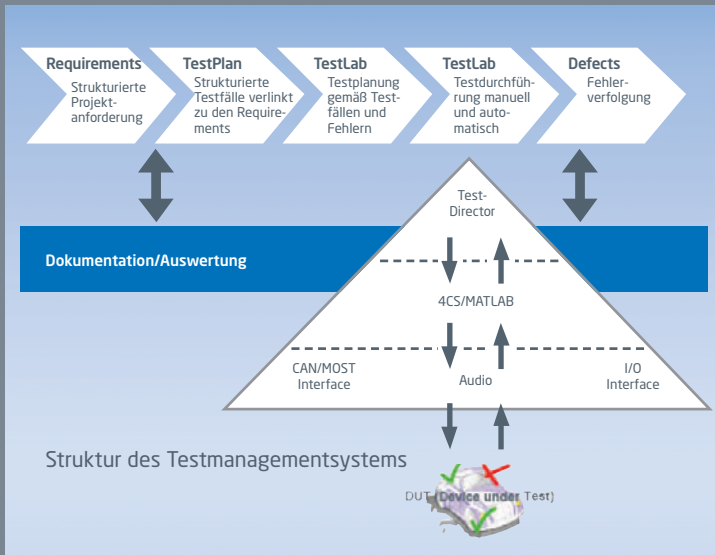 Requirements
Strukturierte
Projekt-
anforderung
TestPlan
Strukturierte
Testfälle verlinkt
zu den Require-
ments
TestLab
Testplanung
gemäß Test-
fällen und
Fehlern
TestLab
Testdurchfüh-
rung manuell
und auto-
matisch
Defects
Fehler-
verfolgung
Test-
Director
Dokumentation/Auswertung
4CS/MATLAB
CAN/MOST
Interface
Audio
I/O
Interface
Struktur des Testmanagementsystems
DUT (Device under Test)